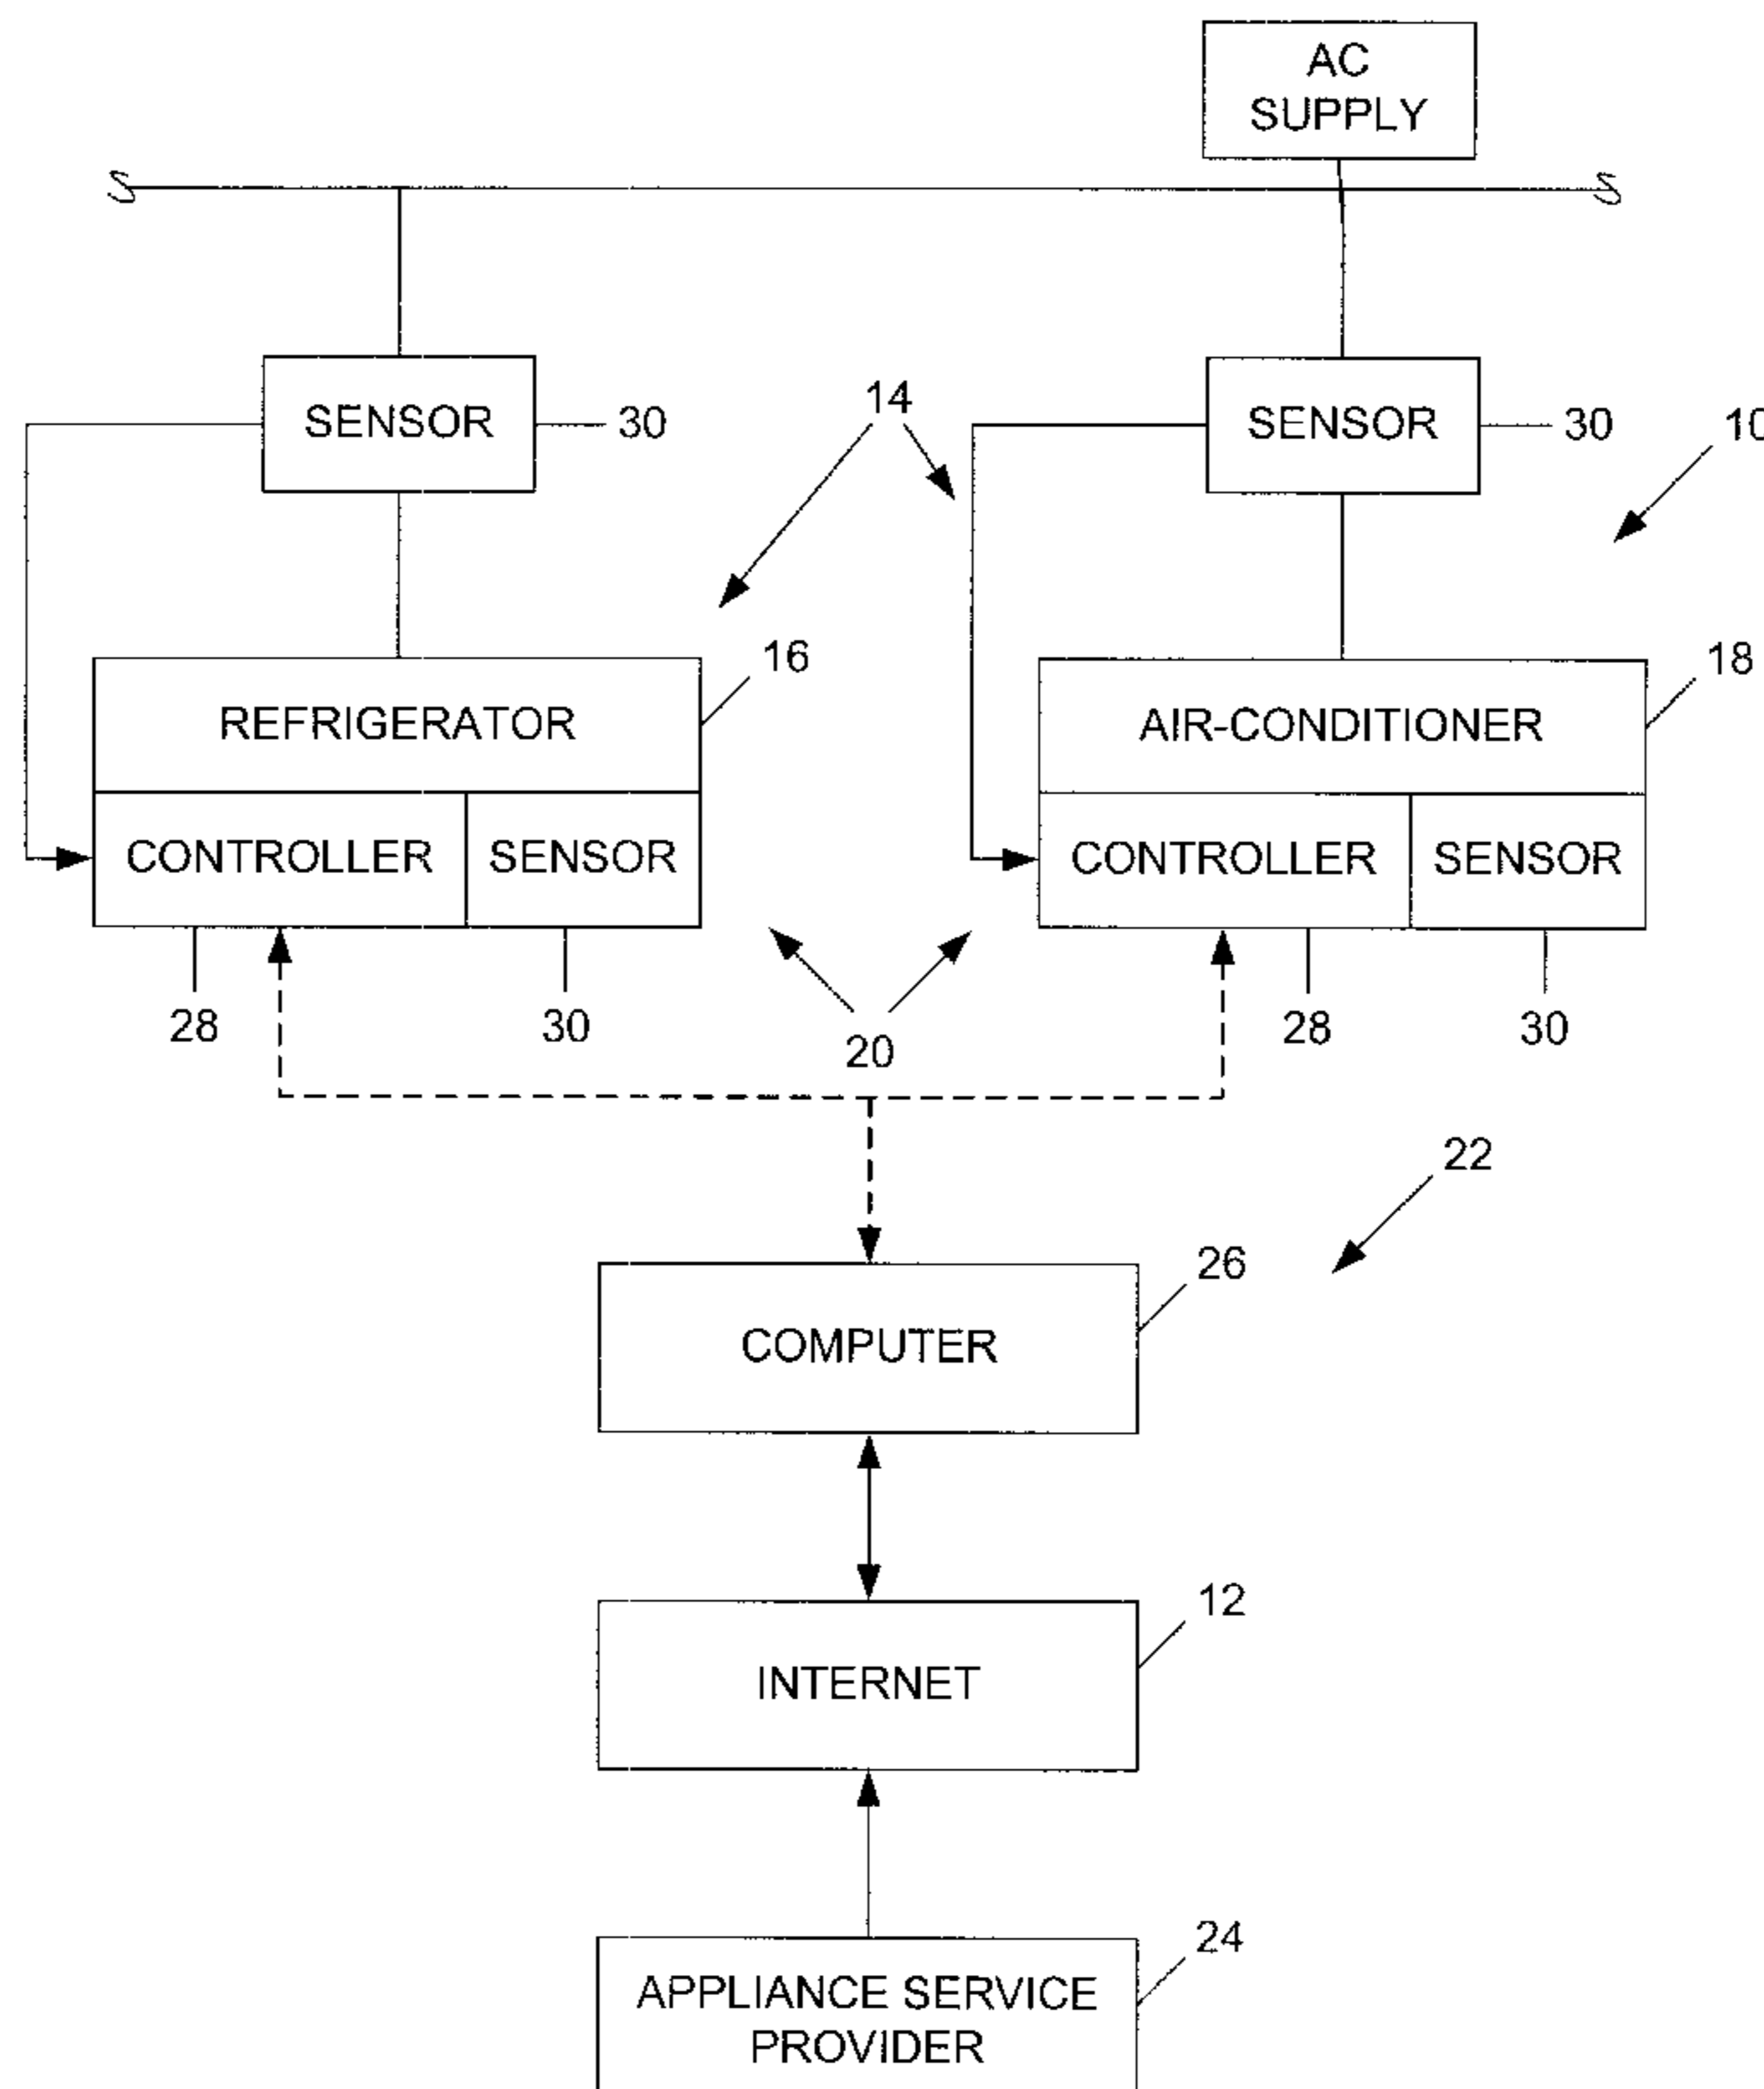 AC
SUPPLY
SENSOR
30
14
SENSOR
30
10
16
18
REFRIGERATOR
AIR-CONDITIONER
CONTROLLER
SENSOR
CONTROLLER
SENSOR
28
30
20
28
30
22
26
COMPUTER
12
INTERNET
24
APPLIANCE SERVICE
PROVIDER